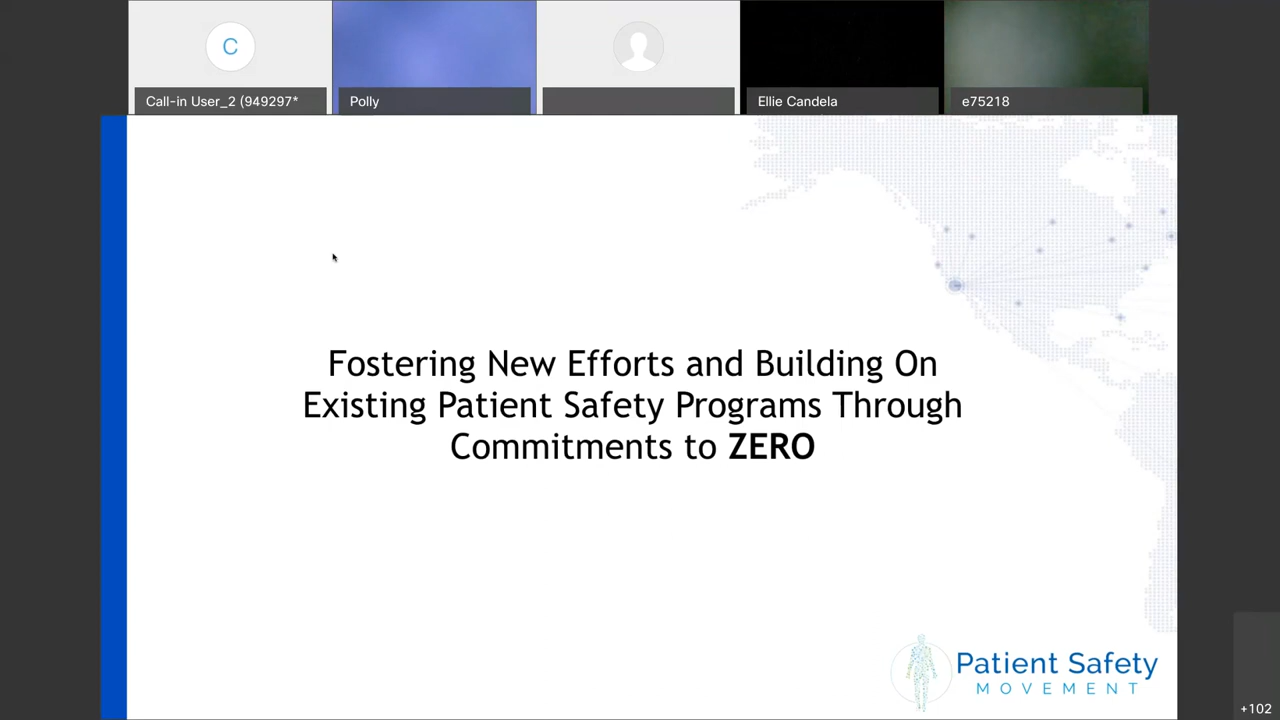 C
Call-in User_2 (949297*
Polly
Ellie Candela
e75218
Fostering New Efforts and Building On
Existing Patient Safety Programs Through
Commitments to ZERO
Patient Safety
MOVEMENT
+102